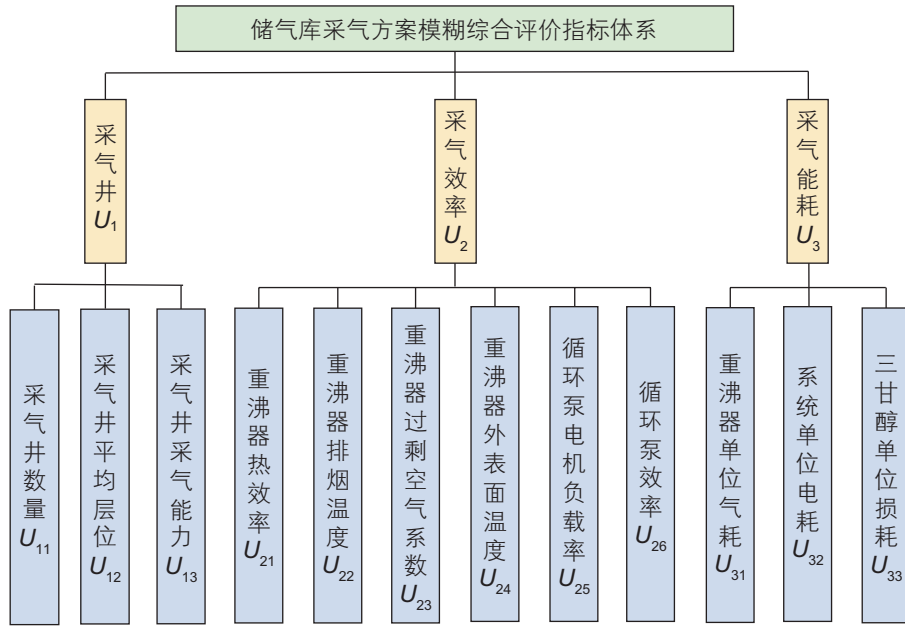 储气库采气方案模糊综合评价指标体系
采气井U1
采气效率U2
采气能耗U3
采气井数量U11
采气井平均层位U12
采气井采气能力U13
重沸器热效率U21
重沸器排烟温度U22
重沸器过剩空气系数U23
重沸器外表面温度U24
循环泵电机负载率U25
循环泵效率U26
重沸器单位气耗U31
系统单位电耗U32
三甘醇单位损耗U33